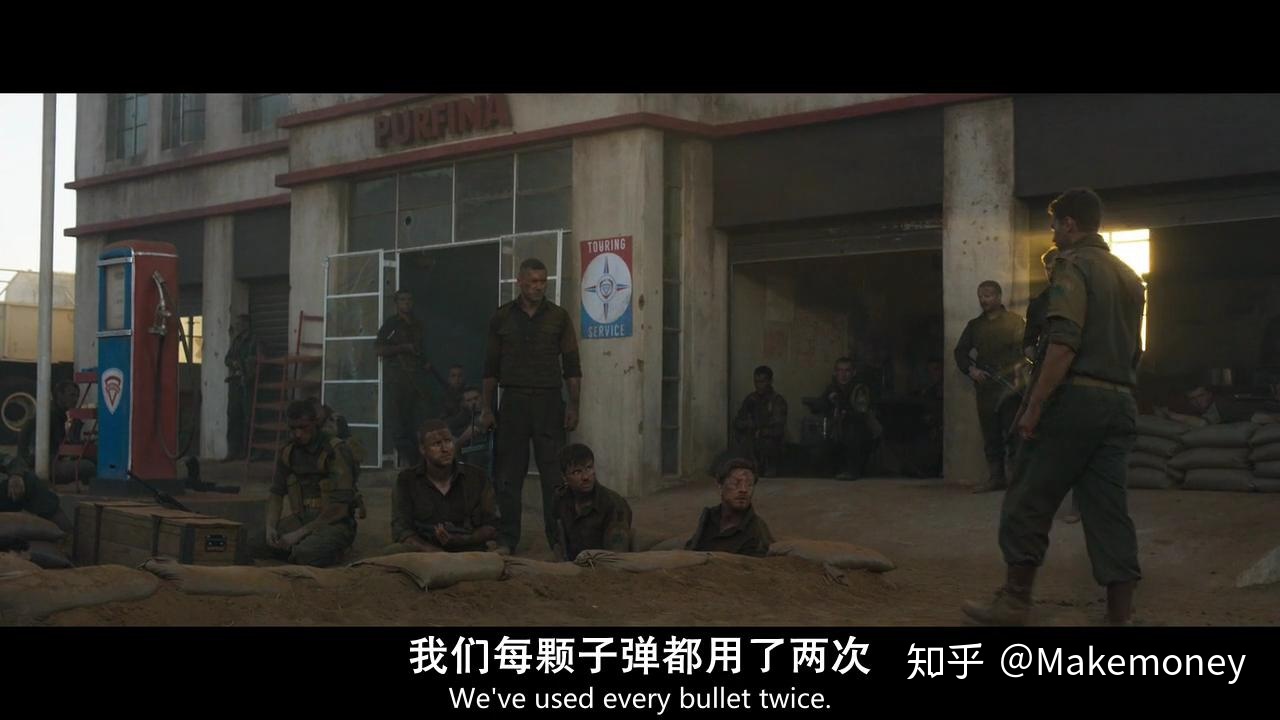 PURFINA
TOURING
SERVICE
我们每颗子弹都用了两次
知乎 @Makemoney
We've used every bullet twice.